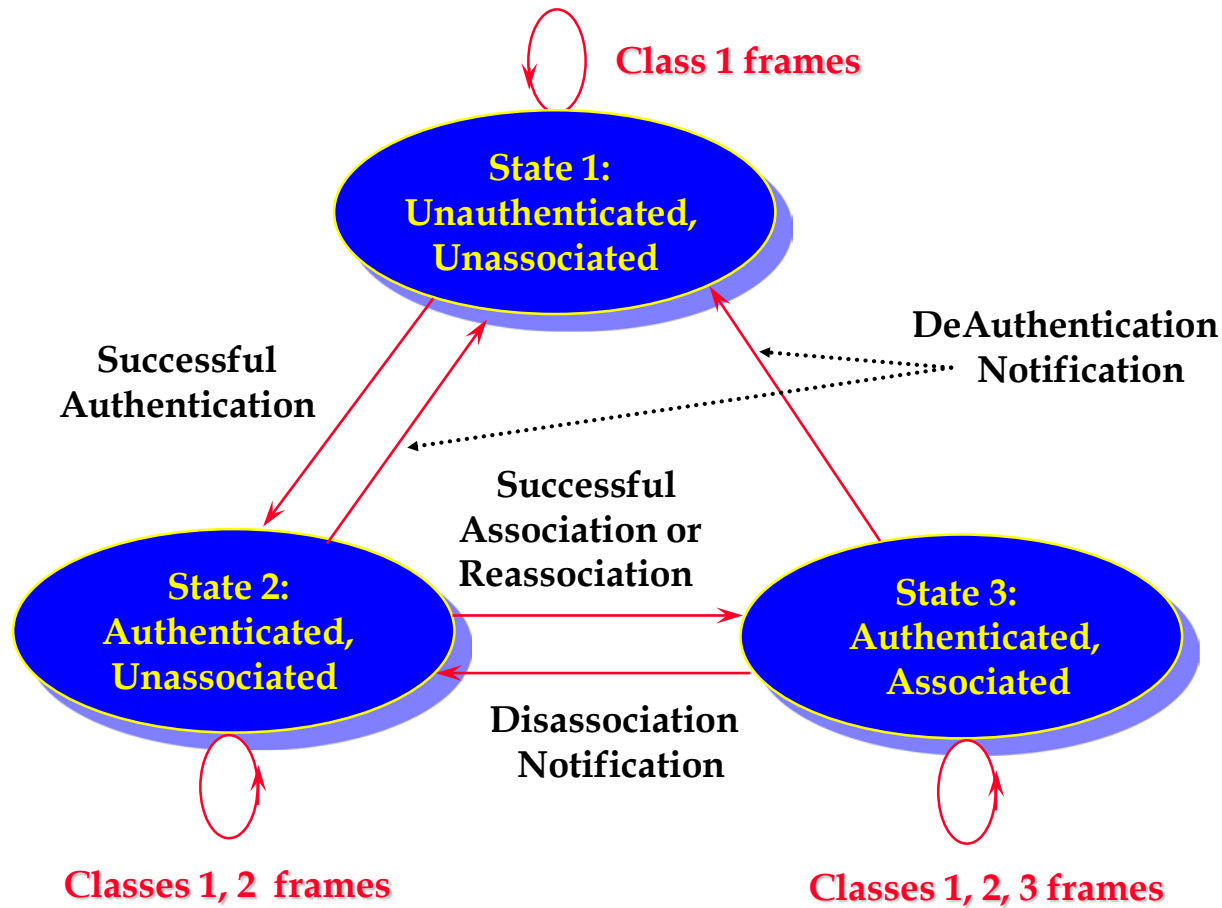 Class 1 frames
State 1:
Unauthenticated,
Unassociated
DeAuthentication
Notification
Successful
Authentication
Successful
Association or
Reassociation
State 2:
Authenticated,
Unassociated
State 3:
Authenticated,
Associated
Disassociation
Notification
Classes 1, 2 frames
Classes 1, 2, 3 frames